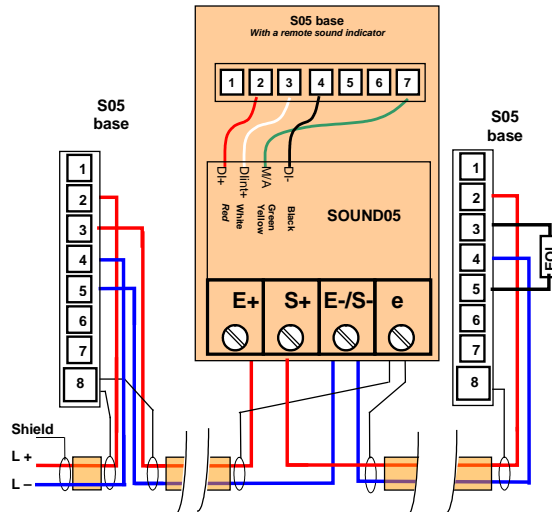 S05 base
With a remote sound indicator
1 2 3 4 5 6 7
DI+
DIint+
M/A
DI-
Red
White
Green
Yellow
Black
SOUND05
E+ S+ E-/S- e
S05
base
1
2
3
4
5
6
7
8
S05
base
1
2
3
4
5
6
7
8
EOL
Shield
L +
L –